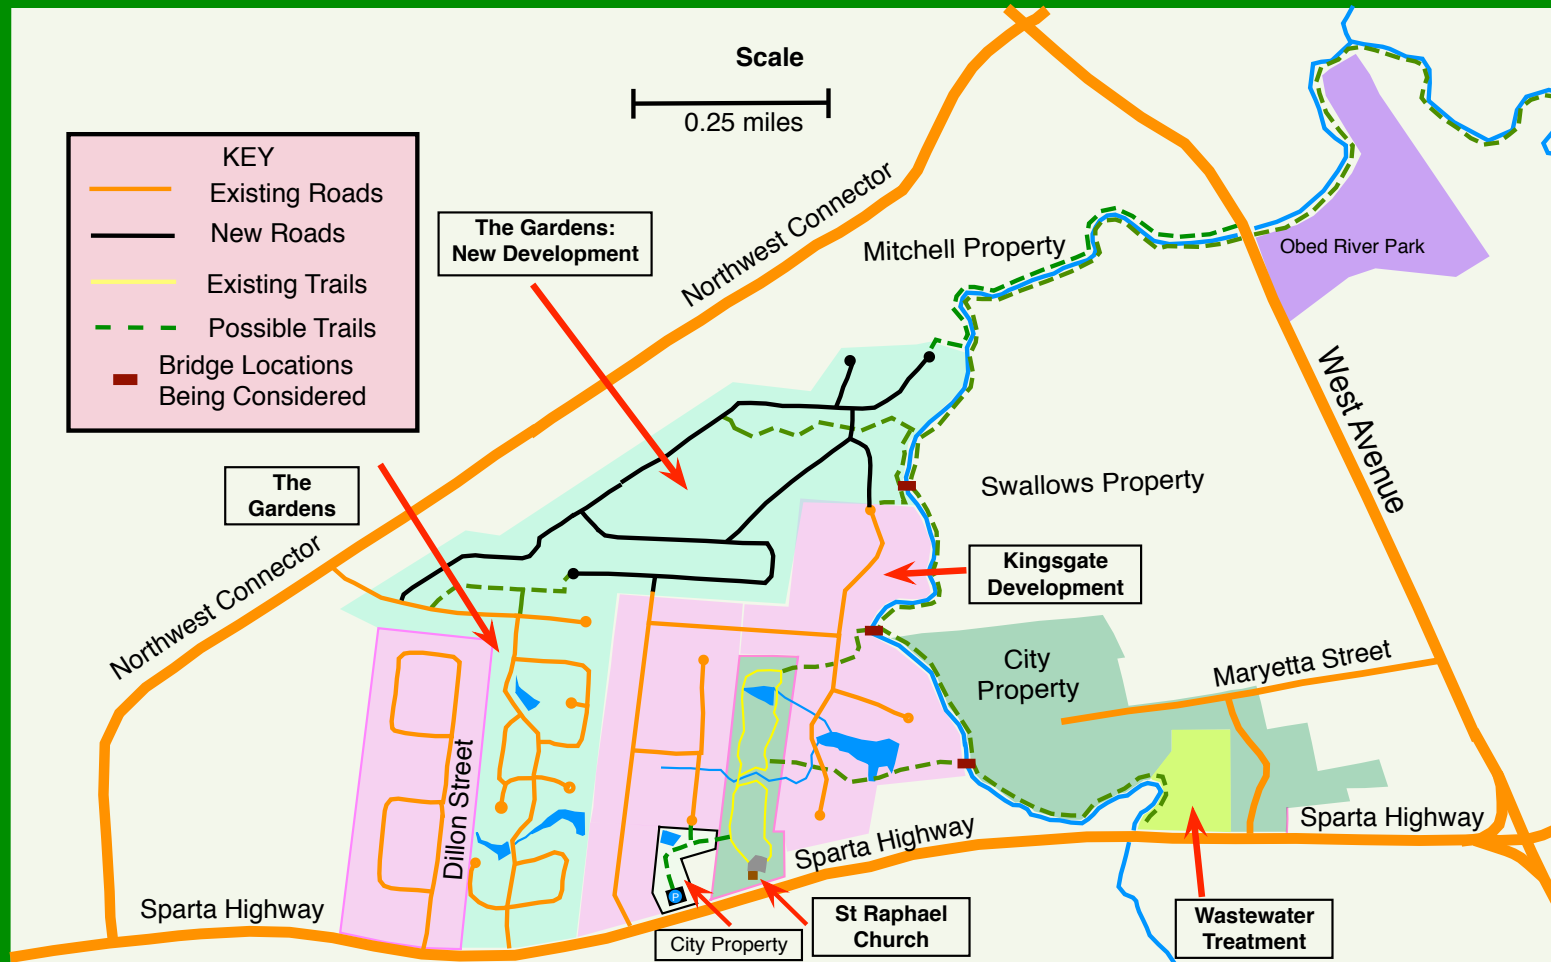 Scale
0.25 miles
KEY
Existing Roads
New Roads
Existing Trails
Possible Trails
Bridge Locations
Being Considered
The Gardens:
New Development
Northwest Connector
Mitchell Property
Obed River Park
West Avenue
The
Gardens
Swallows Property
Northwest Connector
Kingsgate
Development
City
Property
Maryetta Street
Dillon Street
Sparta Highway
Sparta Highway
Sparta Highway
P
City Property
St Raphael
Church
Wastewater
Treatment